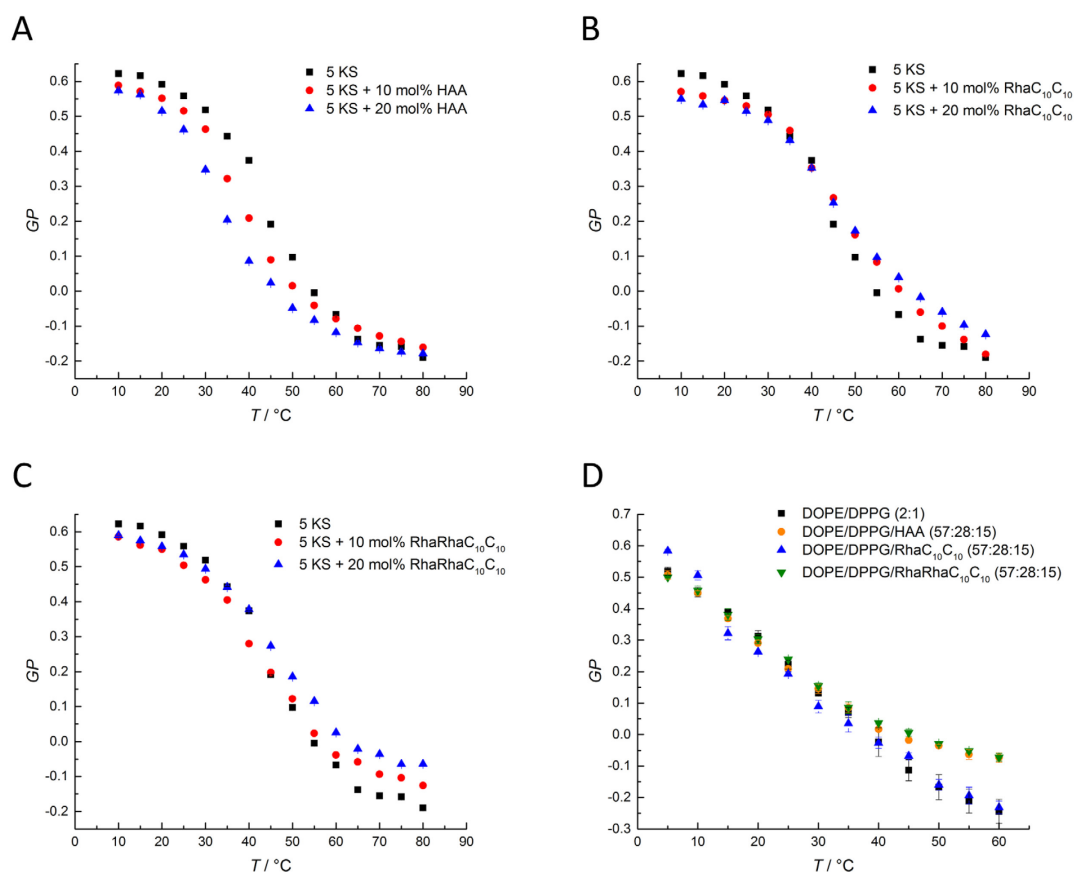 A
5 KS
5 KS + 10 mol% HAA
5 KS + 20 mol% HAA
GP
0.6
0.5
0.4
0.3
0.2
0.1
0.0
-0.1
-0.2
0 10 20 30 40 50 60 70 80 90
T / °C
B
5 KS
5 KS + 10 mol% RhaC₁₀C₁₀
5 KS + 20 mol% RhaC₁₀C₁₀
GP
0.6
0.5
0.4
0.3
0.2
0.1
0.0
-0.1
-0.2
0 10 20 30 40 50 60 70 80 90
T / °C
C
5 KS
5 KS + 10 mol% RhaRhaC₁₀C₁₀
5 KS + 20 mol% RhaRhaC₁₀C₁₀
GP
0.6
0.5
0.4
0.3
0.2
0.1
0.0
-0.1
-0.2
0 10 20 30 40 50 60 70 80 90
T / °C
D
DOPE/DPPG (2:1)
DOPE/DPPG/HAA (57:28:15)
DOPE/DPPG/RhaC₁₀C₁₀ (57:28:15)
DOPE/DPPG/RhaRhaC₁₀C₁₀ (57:28:15)
GP
0.7
0.6
0.5
0.4
0.3
0.2
0.1
0.0
-0.1
-0.2
-0.3
0 10 20 30 40 50 60
T / °C